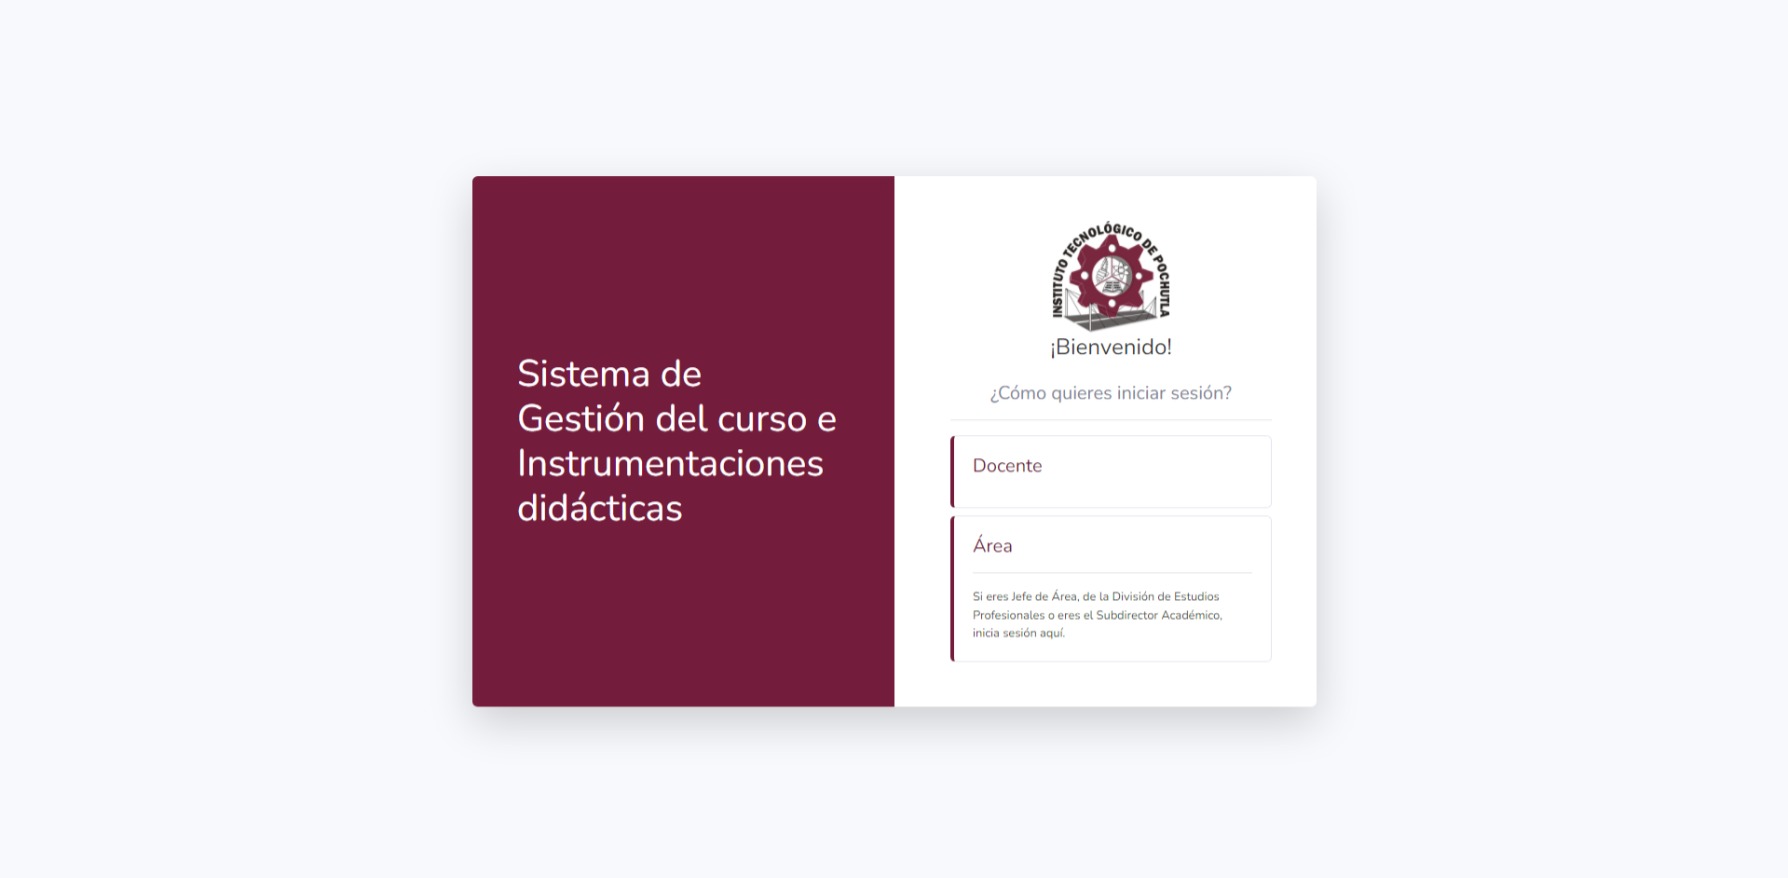 Sistema de
Gestión del curso e
Instrumentaciones
didácticas
INSTITUTO TECNOLÓGICO DE POCHUTLA
¡Bienvenido!
¿Cómo quieres iniciar sesión?
Docente
Área
Si eres Jefe de Área, de la División de Estudios
Profesionales o eres el Subdirector Académico,
inicia sesión aquí.